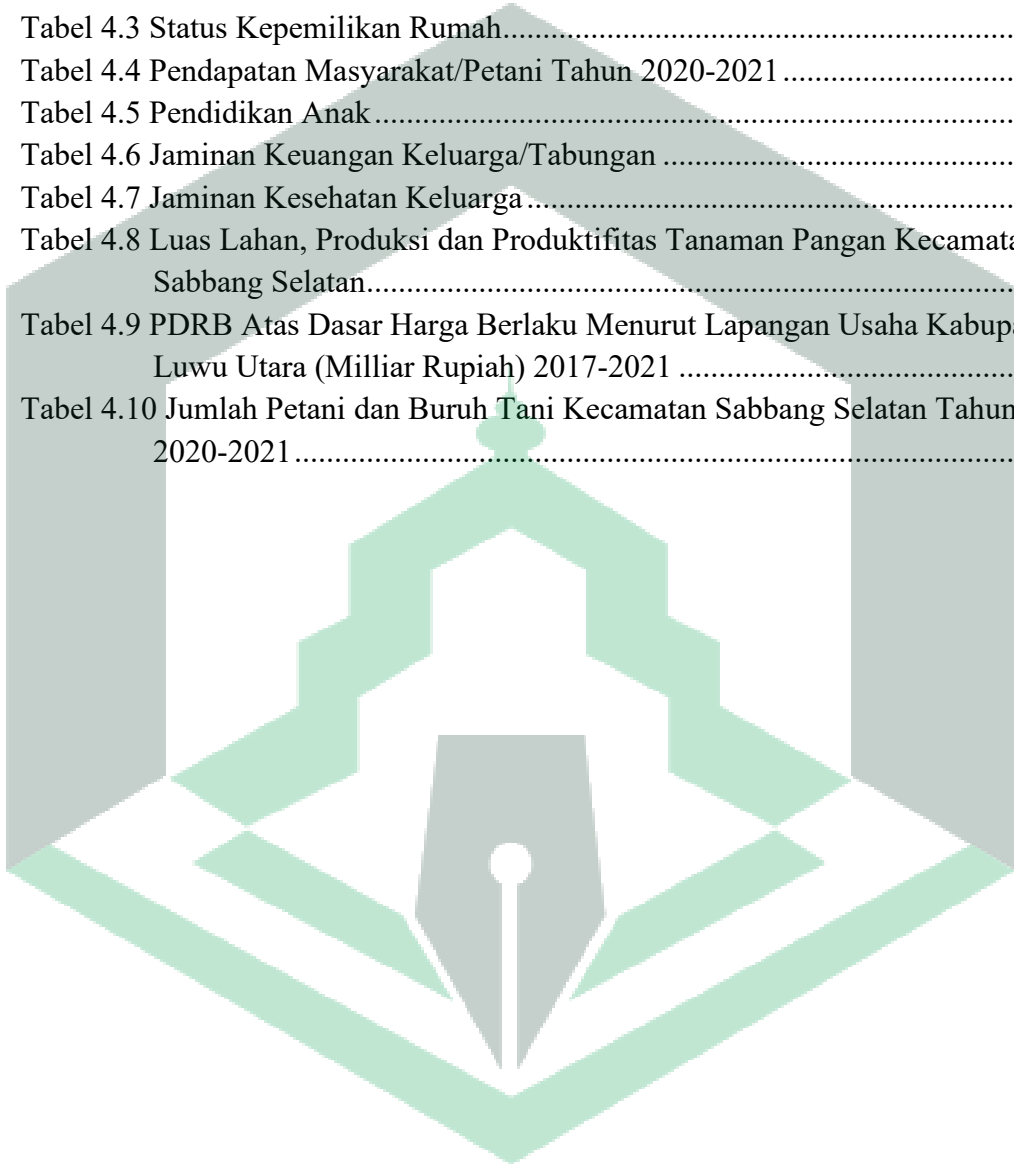 Tabel 4.3 Status Kepemilikan Rumah......................................................................
Tabel 4.4 Pendapatan Masyarakat/Petani Tahun 2020-2021..............................
Tabel 4.5 Pendidikan Anak......................................................................................
Tabel 4.6 Jaminan Keuangan Keluarga/Tabungan..............................................
Tabel 4.7 Jaminan Kesehatan Keluarga.................................................................
Tabel 4.8 Luas Lahan, Produksi dan Produktifitas Tanaman Pangan
Sabbang Selatan.......................................................................................
Tabel 4.9 PDRB Atas Dasar Harga Berlaku Menurut Lapangan Usaha
Luwu Utara (Milliar Rupiah) 2017-2021............................................
Tabel 4.10 Jumlah Petani dan Buruh Tani Kecamatan Sabbang Selatan Tahun
2020-2021................................................................................................